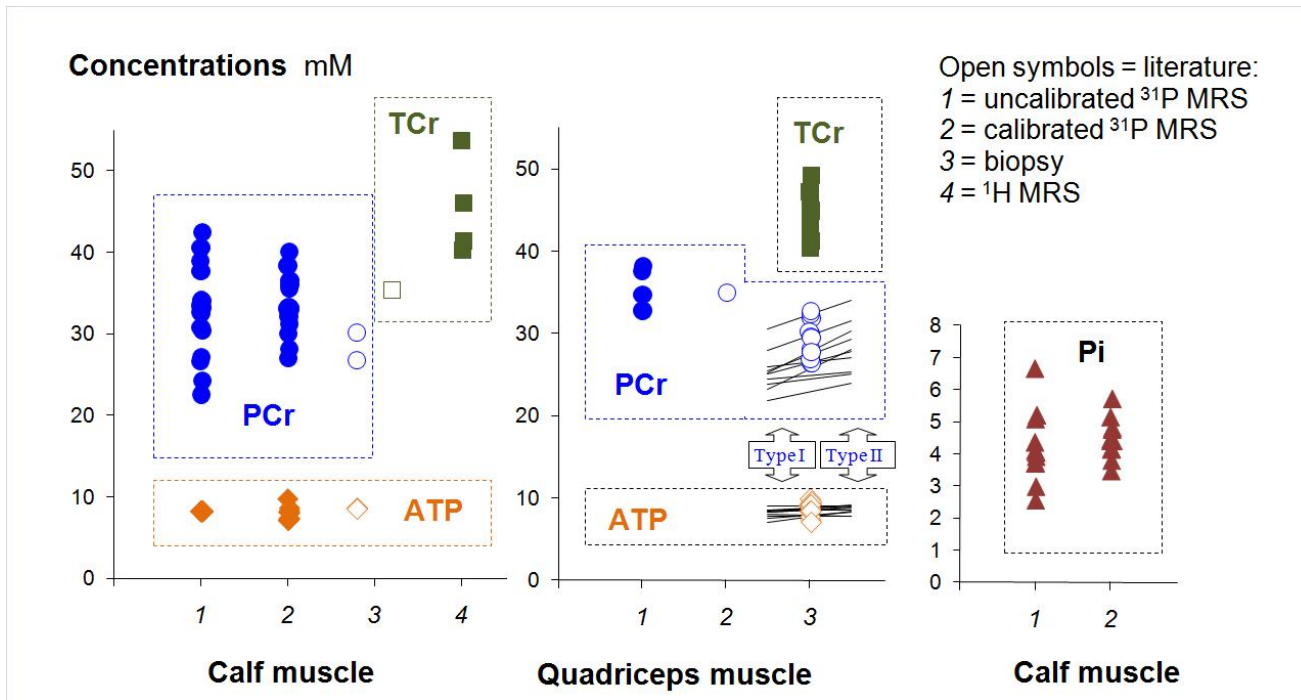 Concentrations mM
Open symbols = literature:
1 = uncalibrated ³¹P MRS
2 = calibrated ³¹P MRS
3 = biopsy
4 = ¹H MRS
TCr
50
40
30
20
10
0
PCr
ATP
1 2 3 4
Calf muscle
TCr
50
40
30
20
10
0
PCr
Type I Type II
ATP
1 2 3
Quadriceps muscle
8
7
6
5
4
3
2
1
0
Pi
1 2
Calf muscle